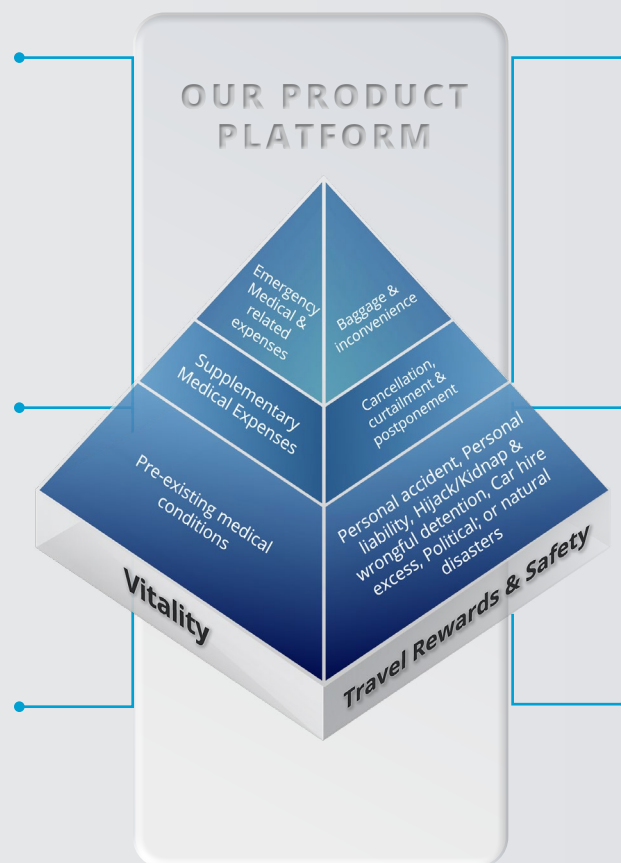 OUR PRODUCT
PLATFORM
Emergency
Medical &
related
expenses
Baggage &
inconvenience
Supplementary
Medical Expenses
Cancellation,
curtailment &
postponement
Pre-existing medical
conditions
Personal accident, Personal
liability, Hijack/Kidnap &
wrongful detention, Car hire
excess, Political; or natural
disasters
Vitality
Travel Rewards & Safety